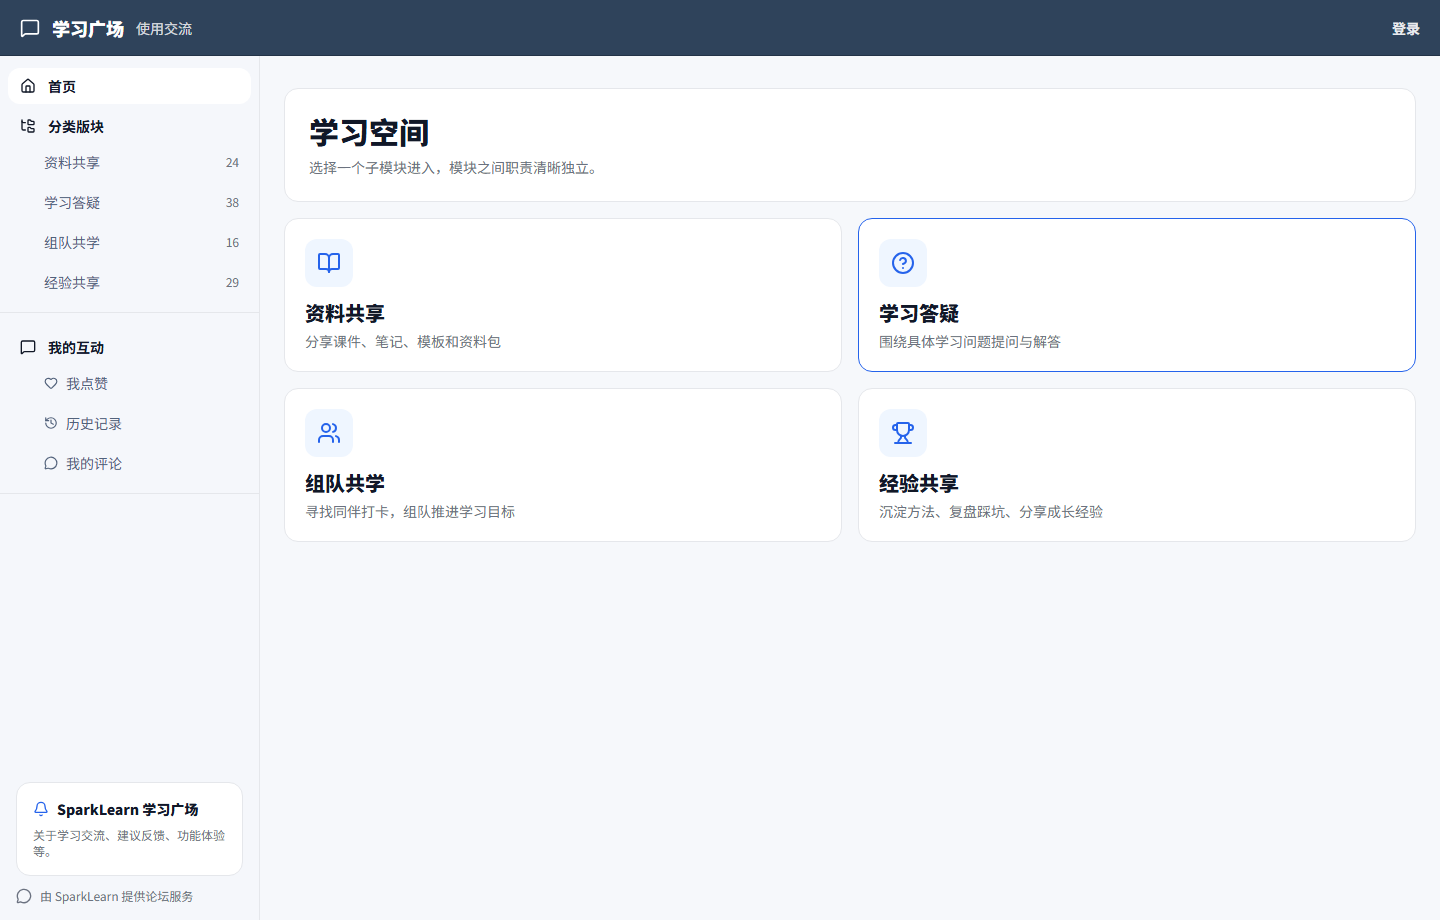 学习广场 使用交流 登录
首页
分类版块
资料共享 24
学习答疑 38
组队共学 16
经验共享 29
我的互动
我点赞
历史记录
我的评论
SparkLearn 学习广场
关于学习交流、建议反馈、功能体验
等。
由 SparkLearn 提供论坛服务
学习空间
选择一个子模块进入，模块之间职责清晰独立。
资料共享
分享课件、笔记、模板和资料包
学习答疑
围绕具体学习问题提问与解答
组队共学
寻找同伴打卡，组队推进学习目标
经验共享
沉淀方法、复盘踩坑、分享成长经验